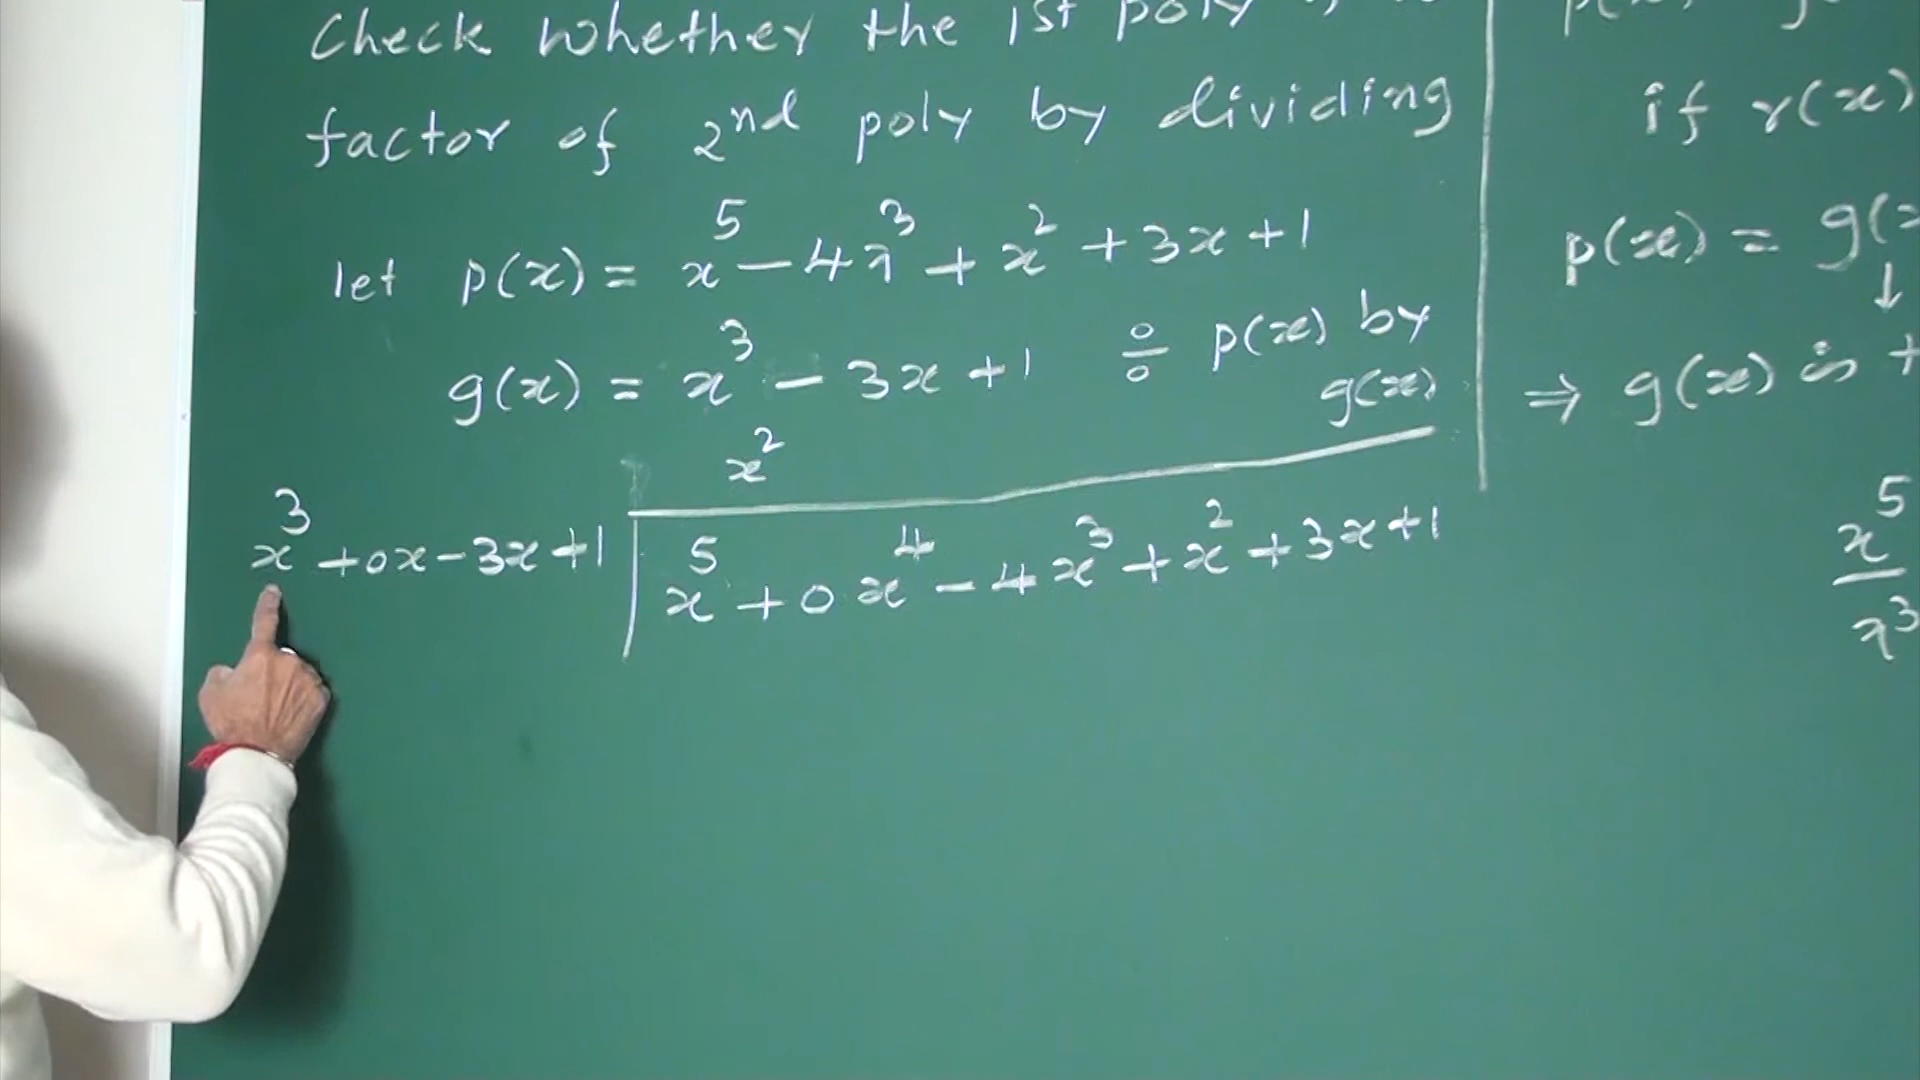 Check whether the 1st poly
factor of 2nd poly by dividing
let p(x) = x⁵ - 4x³ + x² + 3x + 1
g(x) = x³ - 3x + 1 ÷ p(x) by
g(x)
x²
x³ + 0x - 3x + 1 | x⁵ + 0x⁴ - 4x³ + x² + 3x + 1
if r(x)
p(x) = g(x
↓
⇒ g(x) is
x⁵
x³